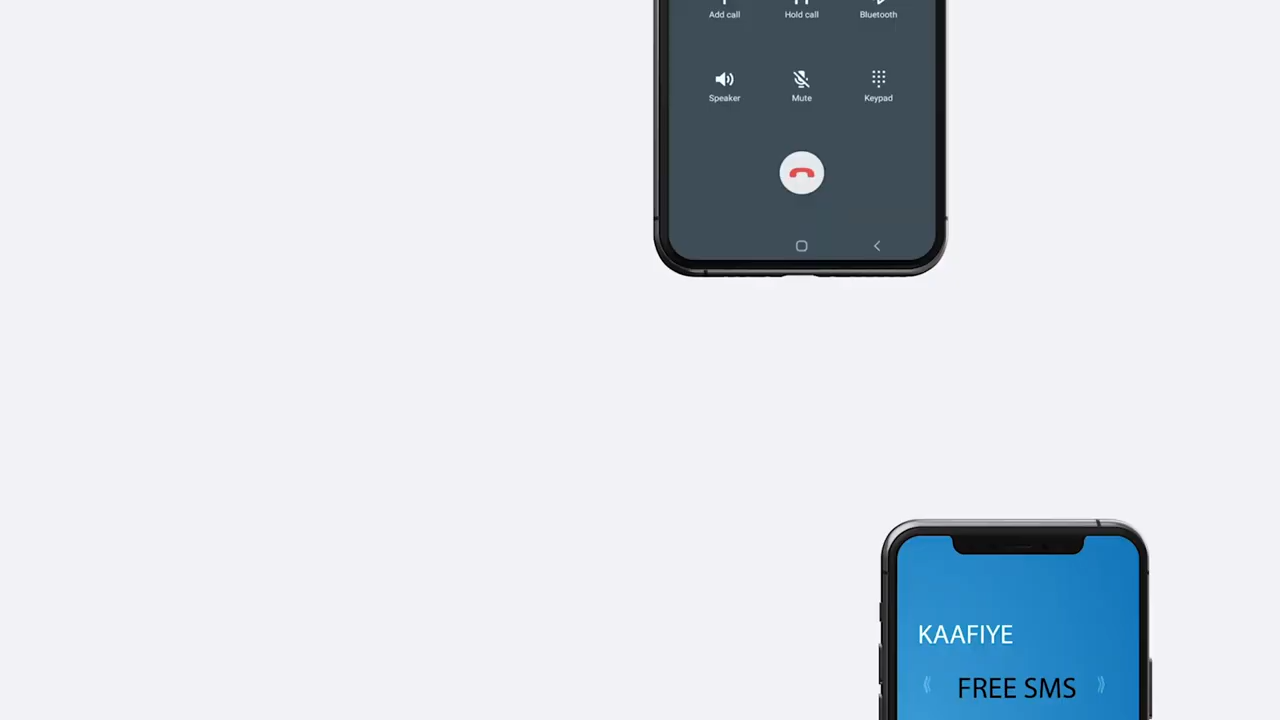 Add call Hold call Bluetooth
Speaker Mute Keypad
KAAFIYE
FREE SMS